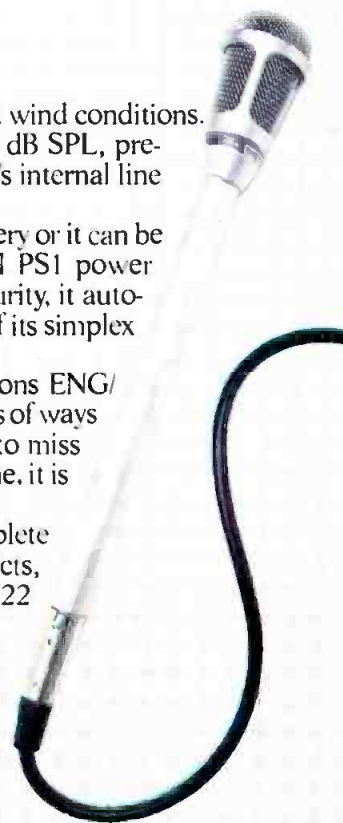 wind conditions.
dB SPL, pre-
's internal line
ery or it can be
PS1 power
urity, it auto-
f its simplex
ons ENG/
s of ways
to miss
ne, it is
plete
cts,
22